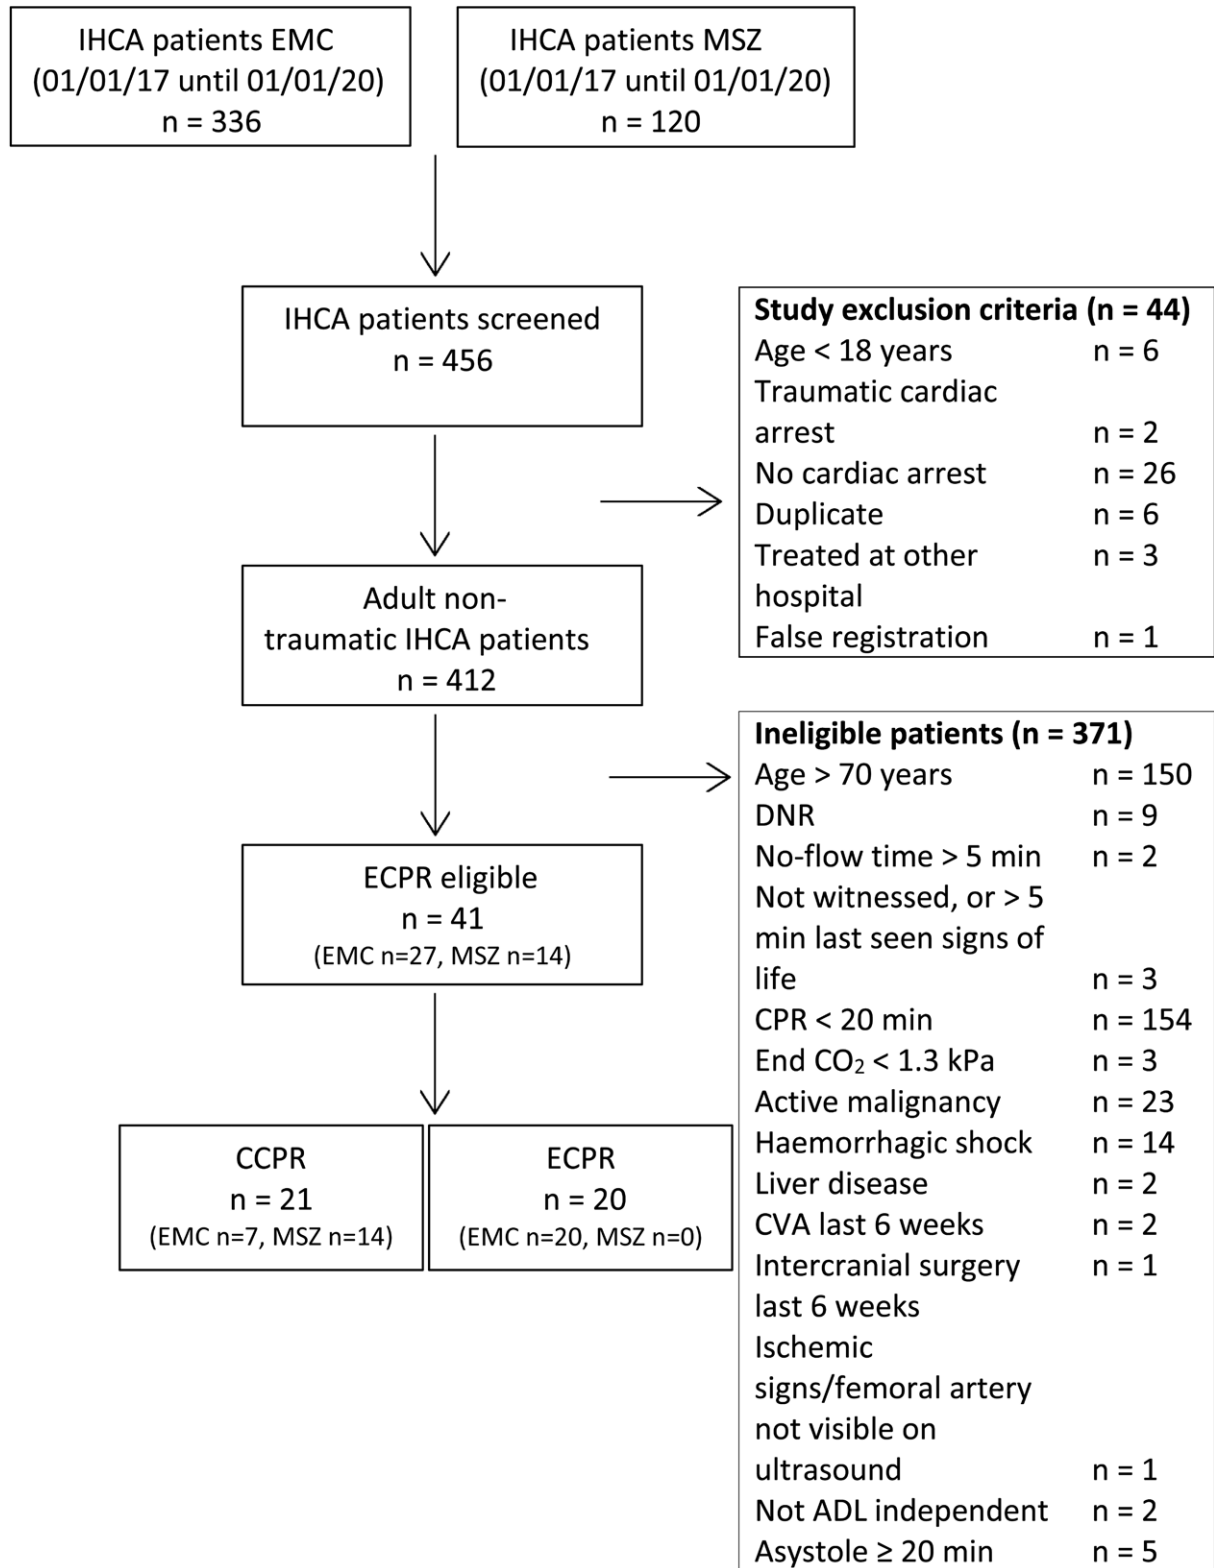 IHCA patients EMC
(01/01/17 until 01/01/20)
n = 336
IHCA patients MSZ
(01/01/17 until 01/01/20)
n = 120
IHCA patients screened
n = 456
Study exclusion criteria (n = 44)
Age < 18 years n = 6
Traumatic cardiac
arrest n = 2
No cardiac arrest n = 26
Duplicate n = 6
Treated at other n = 3
hospital
False registration n = 1
Adult non-
traumatic IHCA patients
n = 412
Ineligible patients (n = 371)
Age > 70 years n = 150
DNR n = 9
No-flow time > 5 min n = 2
Not witnessed, or > 5
min last seen signs of
life n = 3
CPR < 20 min n = 154
End CO₂ < 1.3 kPa n = 3
Active malignancy n = 23
Haemorrhagic shock n = 14
Liver disease n = 2
CVA last 6 weeks n = 2
Intercranial surgery n = 1
last 6 weeks
Ischemic
signs/femoral artery
not visible on
ultrasound n = 1
Not ADL independent n = 2
Asystole ≥ 20 min n = 5
ECPR eligible
n = 41
(EMC n=27, MSZ n=14)
CCPR
n = 21
(EMC n=7, MSZ n=14)
ECPR
n = 20
(EMC n=20, MSZ n=0)